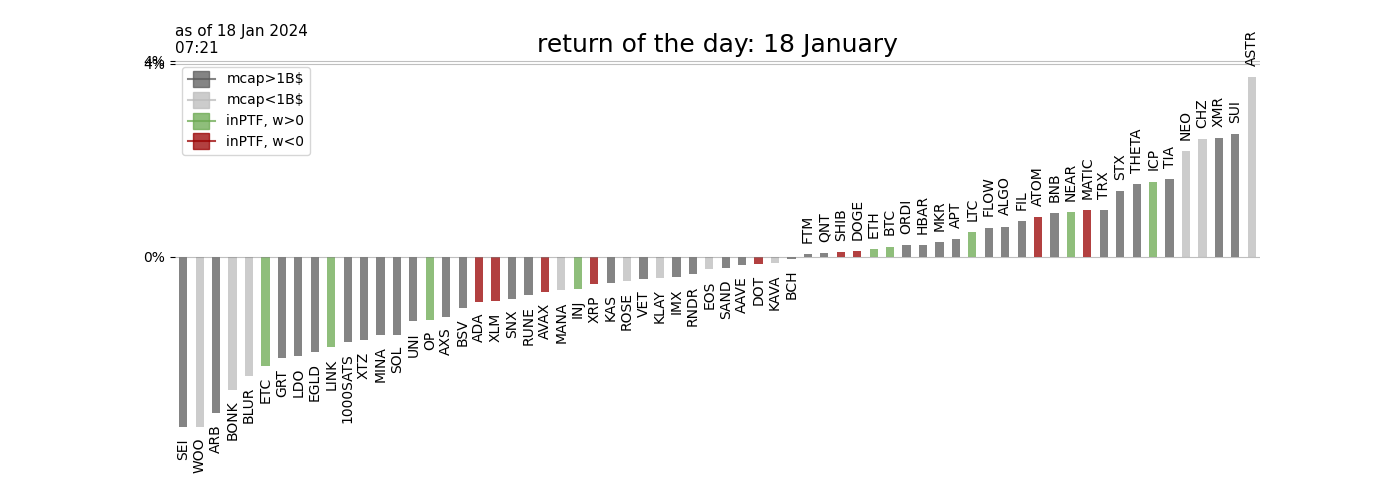 as of 18 Jan 2024
07:21
return of the day: 18 January
4%
4%
0%
mcap>1B$
mcap<1B$
inPTF, w>0
inPTF, w<0
SEI
WOO
ARB
BONK
BLUR
ETC
GRT
LDO
EGLD
LINK
1000SATS
XTZ
MINA
SOL
UNI
OP
AXS
BSV
ADA
XLM
SNX
RUNE
AVAX
MANA
INJ
XRP
KAS
ROSE
VET
KLAY
IMX
RNDR
EOS
SAND
AAVE
DOT
KAVA
BCH
FTM
QNT
SHIB
DOGE
ETH
BTC
ORDI
HBAR
MKR
APT
LTC
FLOW
ALGO
FIL
ATOM
BNB
NEAR
MATIC
TRX
STX
THETA
ICP
TIA
NEO
CHZ
XMR
SUI
ASTR